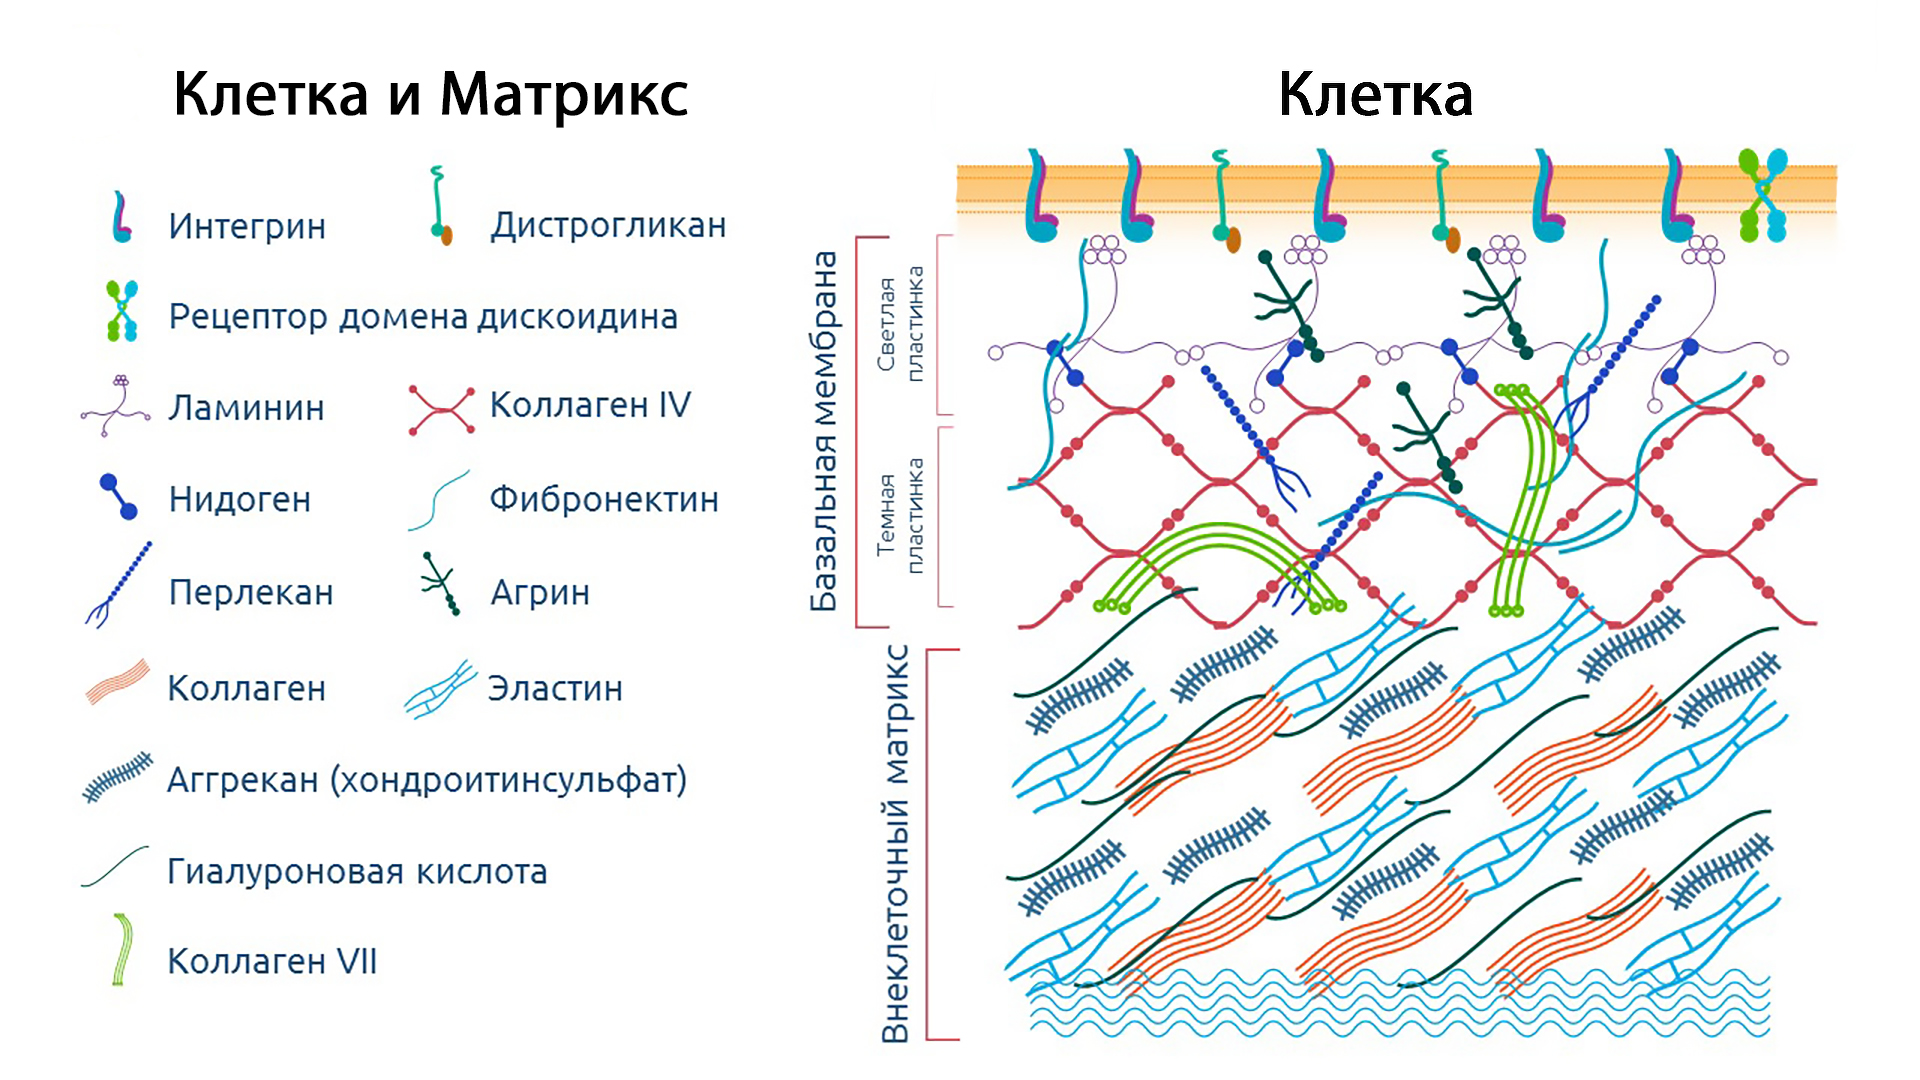 Клетка и Матрикс
Интегрин
Дистрогликан
Рецептор домена дискоидина
Ламинин
Коллаген IV
Нидоген
Фибронектин
Перлекан
Агрин
Коллаген
Эластин
Аггрекан (хондроитинсульфат)
Гиалуроновая кислота
Коллаген VII
Клетка
Базальная мембрана
Светлая
пластинка
Темная
пластинка
Внеклеточный матрикс